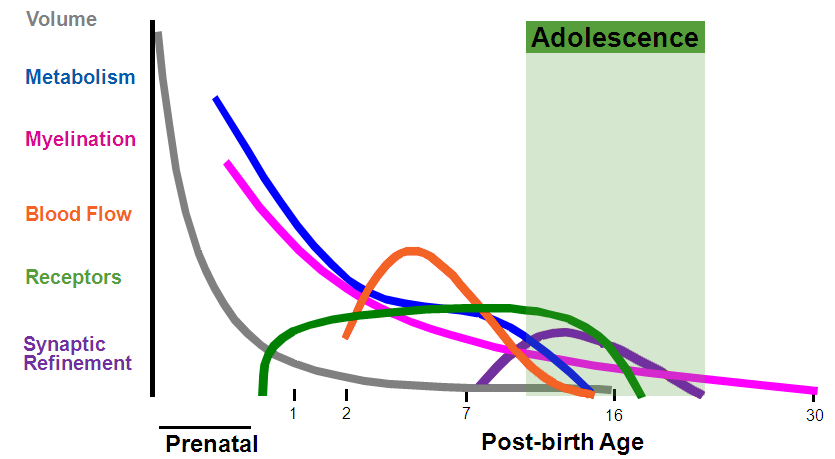 Volume
Adolescence
Metabolism
Myelination
Blood Flow
Receptors
Synaptic
Refinement
1 2 7 16 30
Prenatal Post-birth Age